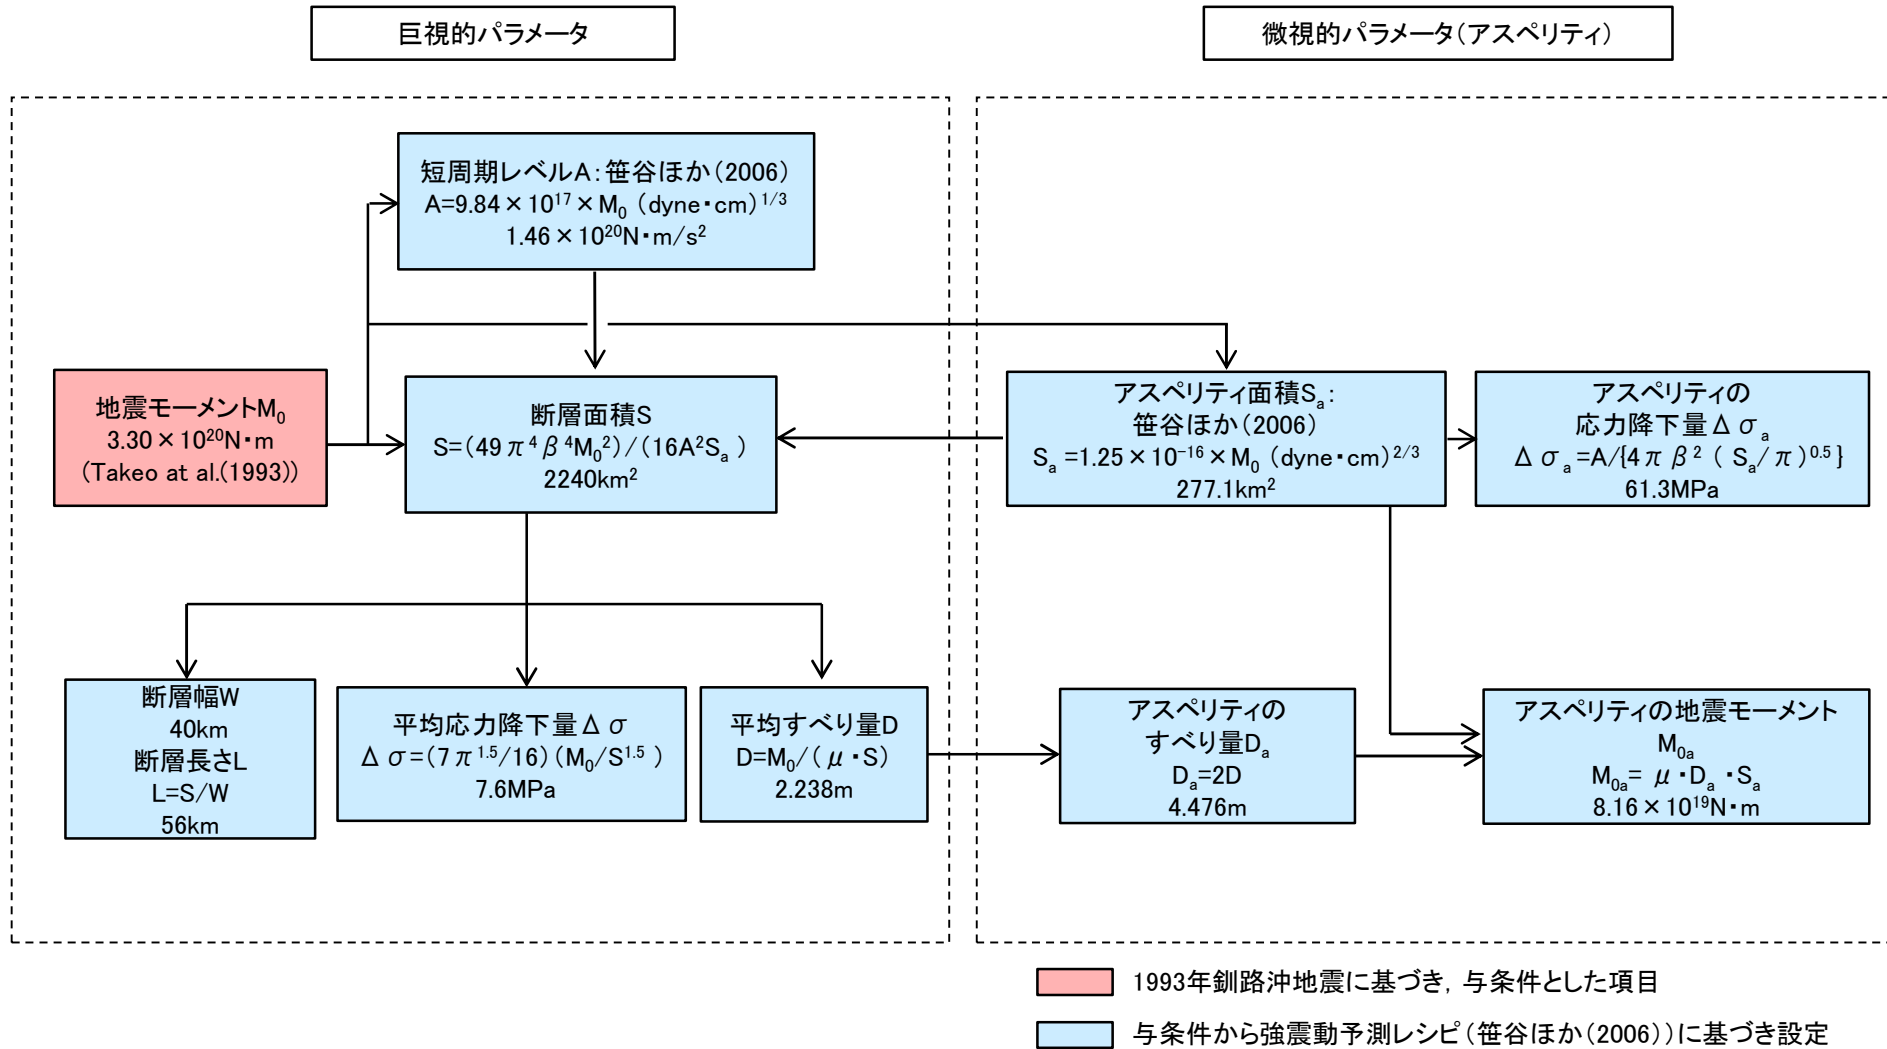 巨視的パラメータ
微視的パラメータ(アスペリティ)
短周期レベルA:笹谷ほか(2006)
A=9.84×10¹⁷×M₀ (dyne・cm)^1/3
1.46×10²⁰N・m/s²
地震モーメントM₀
3.30×10²⁰N・m
(Takeo at al.(1993))
断層面積S
S=(49π⁴β⁴M₀²)/(16A²Sₐ)
2240km²
アスペリティ面積Sₐ:
笹谷ほか(2006)
Sₐ=1.25×10⁻¹⁶×M₀ (dyne・cm)^2/3
277.1km²
アスペリティの
応力降下量Δσₐ
Δσₐ=A/{4πβ²(Sₐ/π)^0.5}
61.3MPa
断層幅W
40km
断層長さL
L=S/W
56km
平均応力降下量Δσ
Δσ=(7π^1.5/16)(M₀/S^1.5)
7.6MPa
平均すべり量D
D=M₀/(μ・S)
2.238m
アスペリティの
すべり量Dₐ
Dₐ=2D
4.476m
アスペリティの地震モーメント
M₀ₐ
M₀ₐ=μ・Dₐ・Sₐ
8.16×10¹⁹N・m
1993年釧路沖地震に基づき,与条件とした項目
与条件から強震動予測レシピ(笹谷ほか(2006))に基づき設定